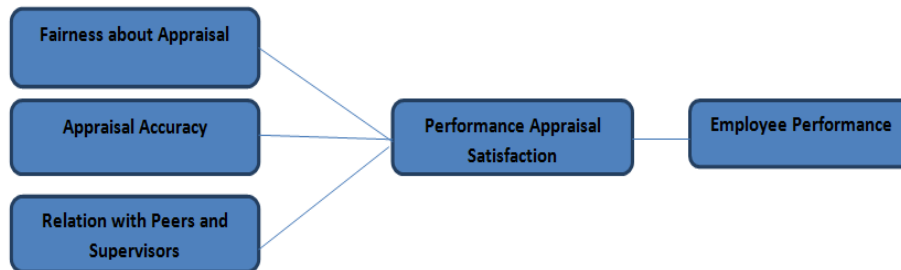 Fairness about Appraisal
Appraisal Accuracy
Relation with Peers and
Supervisors
Performance Appraisal
Satisfaction
Employee Performance